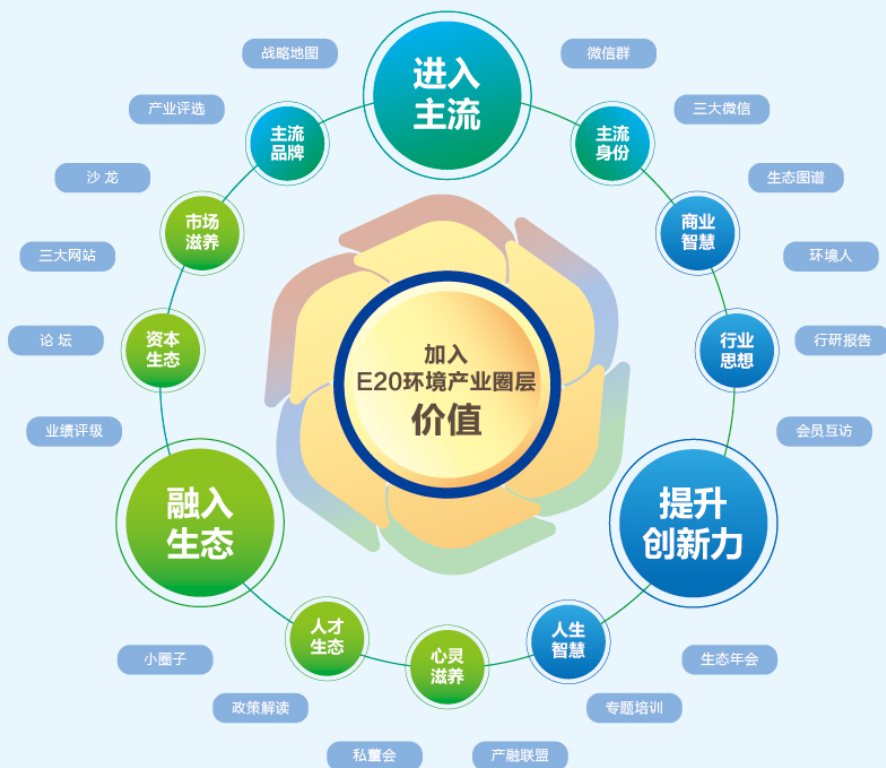 战略地图
微信群
进入
主流
产业评选
三大微信
主流
品牌
主流
身份
沙 龙
生态图谱
市场
滋养
商业
智慧
三大网站
环境人
论 坛
资本
生态
加入
E20环境产业圈层
价值
行业
思想
行研报告
业绩评级
会员互访
融入
生态
提升
创新力
人才
生态
心灵
滋养
人生
智慧
小圈子
生态年会
政策解读
专题培训
私董会
产融联盟